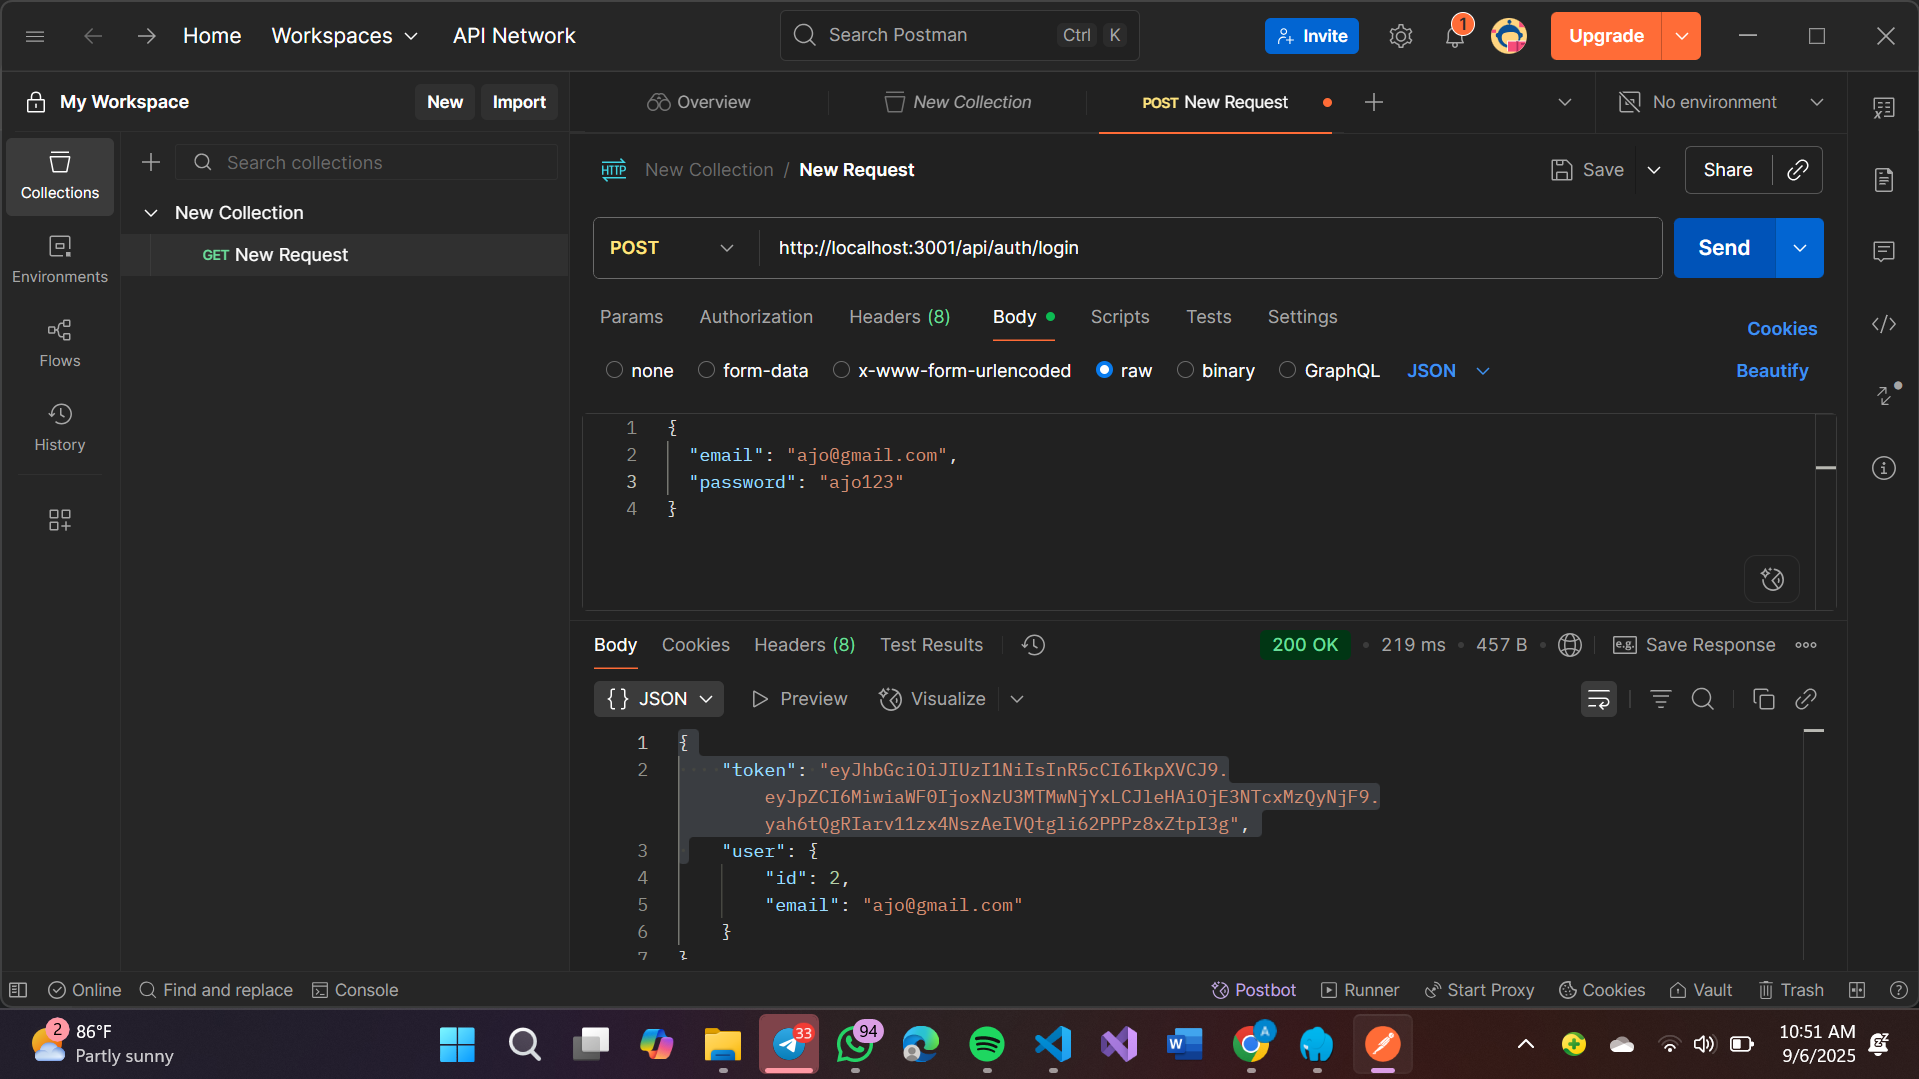 Home
Workspaces
API Network
Search Postman
Ctrl K
Invite
1
Upgrade
My Workspace
New
Import
Overview
New Collection
POST New Request
No environment
Collections
Search collections
HTTP
New Collection / New Request
Save
Share
New Collection
GET New Request
Environments
Flows
History
POST
http://localhost:3001/api/auth/login
Send
Params
Authorization
Headers (8)
Body
Scripts
Tests
Settings
Cookies
none
form-data
x-www-form-urlencoded
raw
binary
GraphQL
JSON
Beautify
1 {
2 "email": "ajo@gmail.com",
3 "password": "ajo123"
4 }
Body
Cookies
Headers (8)
Test Results
200 OK
219 ms
457 B
e.g.
Save Response
{} JSON
Preview
Visualize
1 {
2 "token": "eyJhbGciOiJIUzI1NiIsInR5cCI6IkpXVCJ9.
eyJpZCI6MiwiaWF0IjoxNzU3MTMwNjYxLCJleHAiOjE3NTcxMzQyNjF9.
yah6tQgRIarv11zx4NszAeIVQtgli62PPPz8xZtpI3g",
3 "user": {
4 "id": 2,
5 "email": "ajo@gmail.com"
6 }
7 }
Online
Find and replace
Console
Postbot
Runner
Start Proxy
Cookies
Vault
Trash
2
86°F
Partly sunny
33
94
A
10:51 AM
9/6/2025